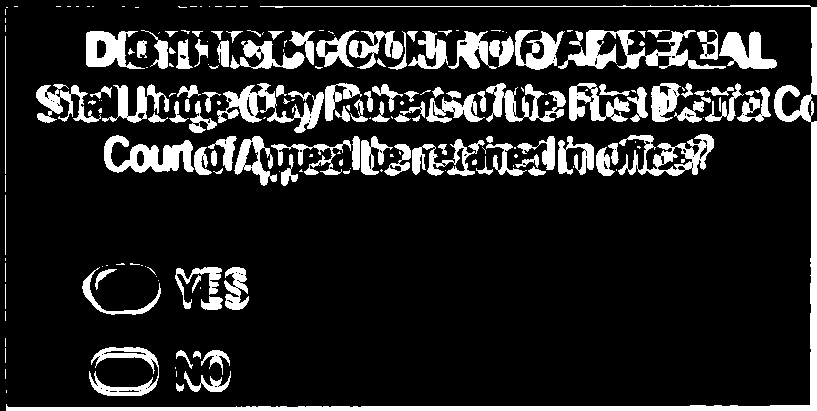 DISTRICT COURT OF APPEAL
Shall Judge Clay Roberts of the First District Co
Court of Appeal be retained in office?
YES
NO